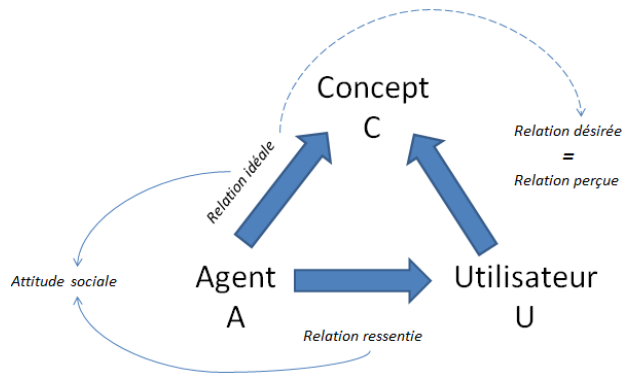 Concept
C
Relation désirée
=
Relation perçue
Relation idéale
Attitude sociale
Agent
A
Utilisateur
U
Relation ressentie